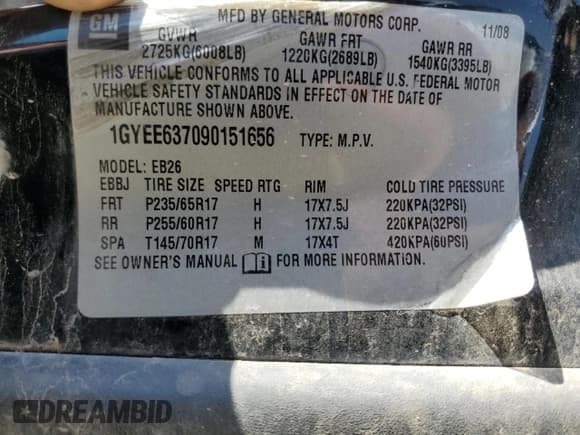 GM
MFD BY GENERAL MOTORS CORP. 11/08
GVWR GAWR FRT GAWR RR
2725KG(6008LB) 1220KG(2689LB) 1540KG(3395LB)
THIS VEHICLE CONFORMS TO ALL APPLICABLE U.S. FEDERAL MOTOR
VEHICLE SAFETY STANDARDS IN EFFECT ON THE DATE OF
MANUFACTURE SHOWN ABOVE.
1GYEE637090151656 TYPE: M.P.V.
MODEL: EB26
EBBJ TIRE SIZE SPEED RTG RIM COLD TIRE PRESSURE
FRT P235/65R17 H 17X7.5J 220KPA(32PSI)
RR P255/60R17 H 17X7.5J 220KPA(32PSI)
SPA T145/70R17 M 17X4T 420KPA(60PSI)
SEE OWNER'S MANUAL FOR MORE INFORMATION.
DREAMBID